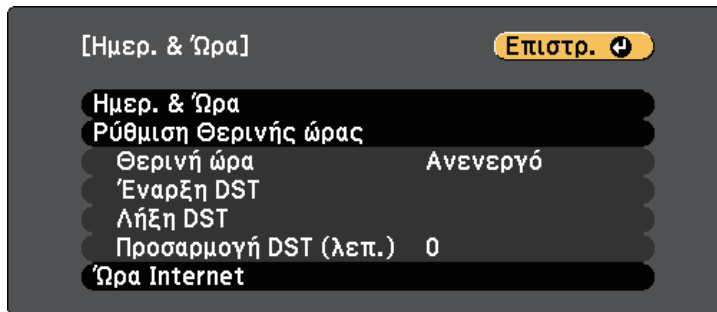 [Ημερ. & Ώρα] Επιστρ.
Ημερ. & Ώρα
Ρύθμιση Θερινής ώρας
Θερινή ώρα Ανενεργό
Έναρξη DST
Λήξη DST
Προσαρμογή DST (λεπ.) 0
Ώρα Internet